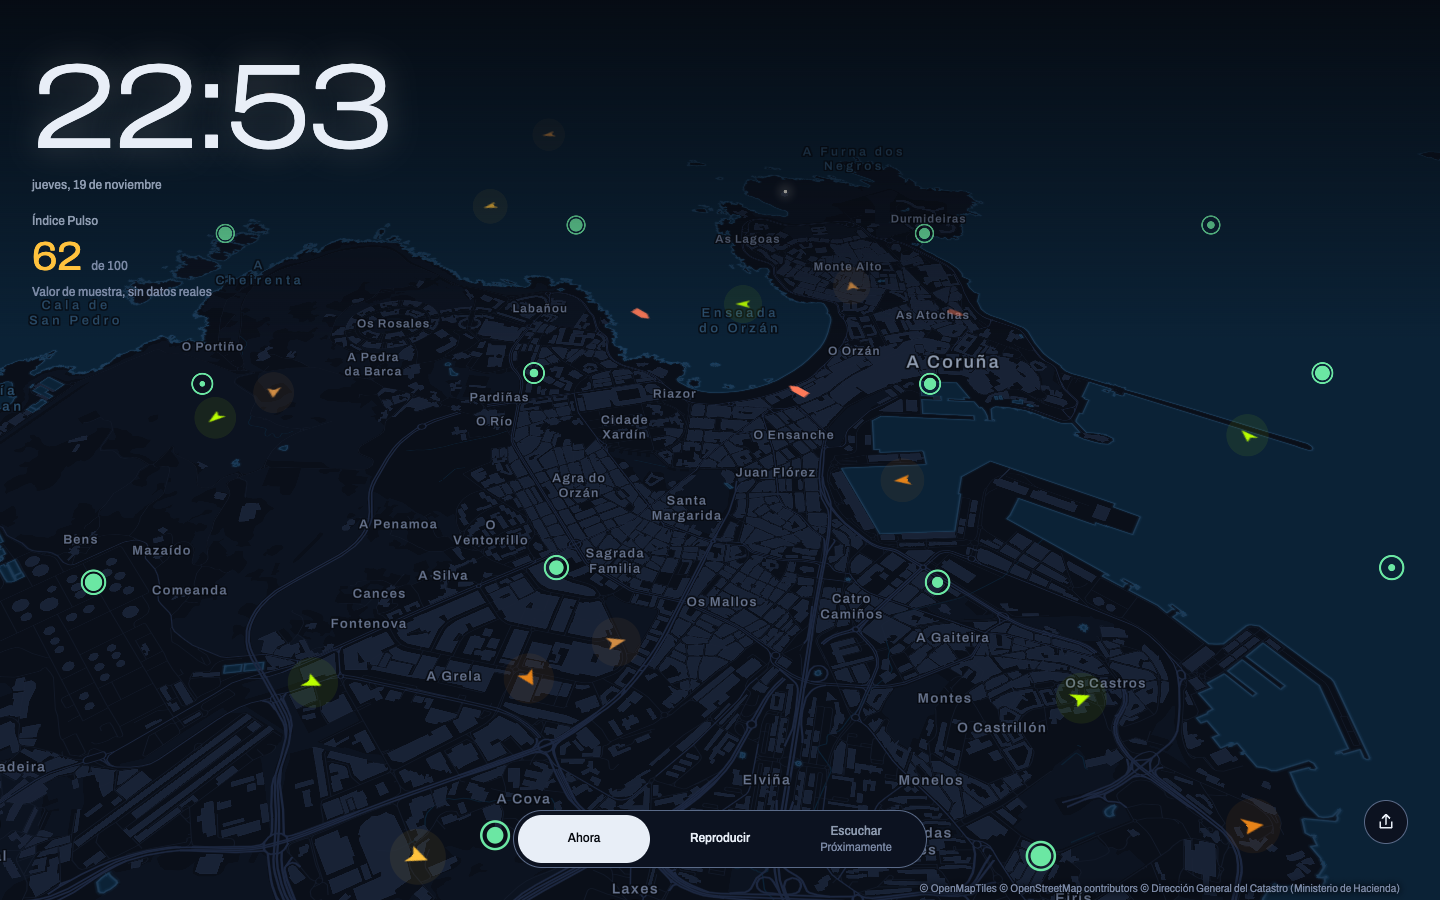 22:53
jueves, 19 de noviembre
Índice Pulso
62 de 100
Valor de muestra, sin datos reales
A Furna dos
Negros
Durmideiras
As Lagoas
Monte Alto
A
Cheirenta
Cala de
San Pedro
Labañou
Enseada
do Orzán
As Atochas
Os Rosales
O Portiño
A Pedra
da Barca
O Orzán
A Coruña
Pardiñas
Riazor
O Río
Cidade
Xardín
O Ensanche
Juan Flórez
Agra do
Orzán
Santa
Margarida
A Penamoa
O
Ventorrillo
Bens
Mazaído
Sagrada
Familia
A Silva
Comeanda
Cances
Os Mallos
Catro
Camiños
Fontenova
A Gaiteira
A Grela
Os Castros
Montes
O Castrillón
Elviña
Monelos
A Cova
Ahora
Reproducir
Escuchar
Próximamente
Laxes
© OpenMapTiles © OpenStreetMap contributors © Dirección General del Catastro (Ministerio de Hacienda)
Eirís